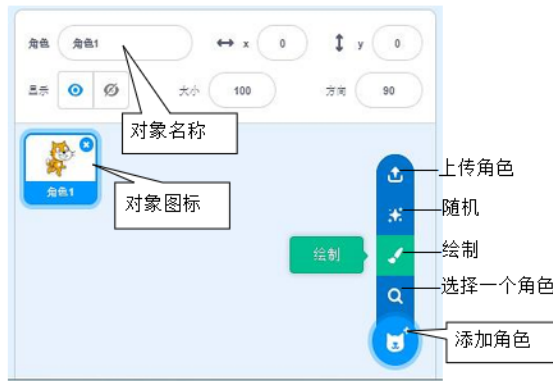 角色 角色1 x 0 y 0
显示 大小 100 方向 90
对象名称
角色1
对象图标
上传角色
随机
绘制 绘制
选择一个角色
添加角色